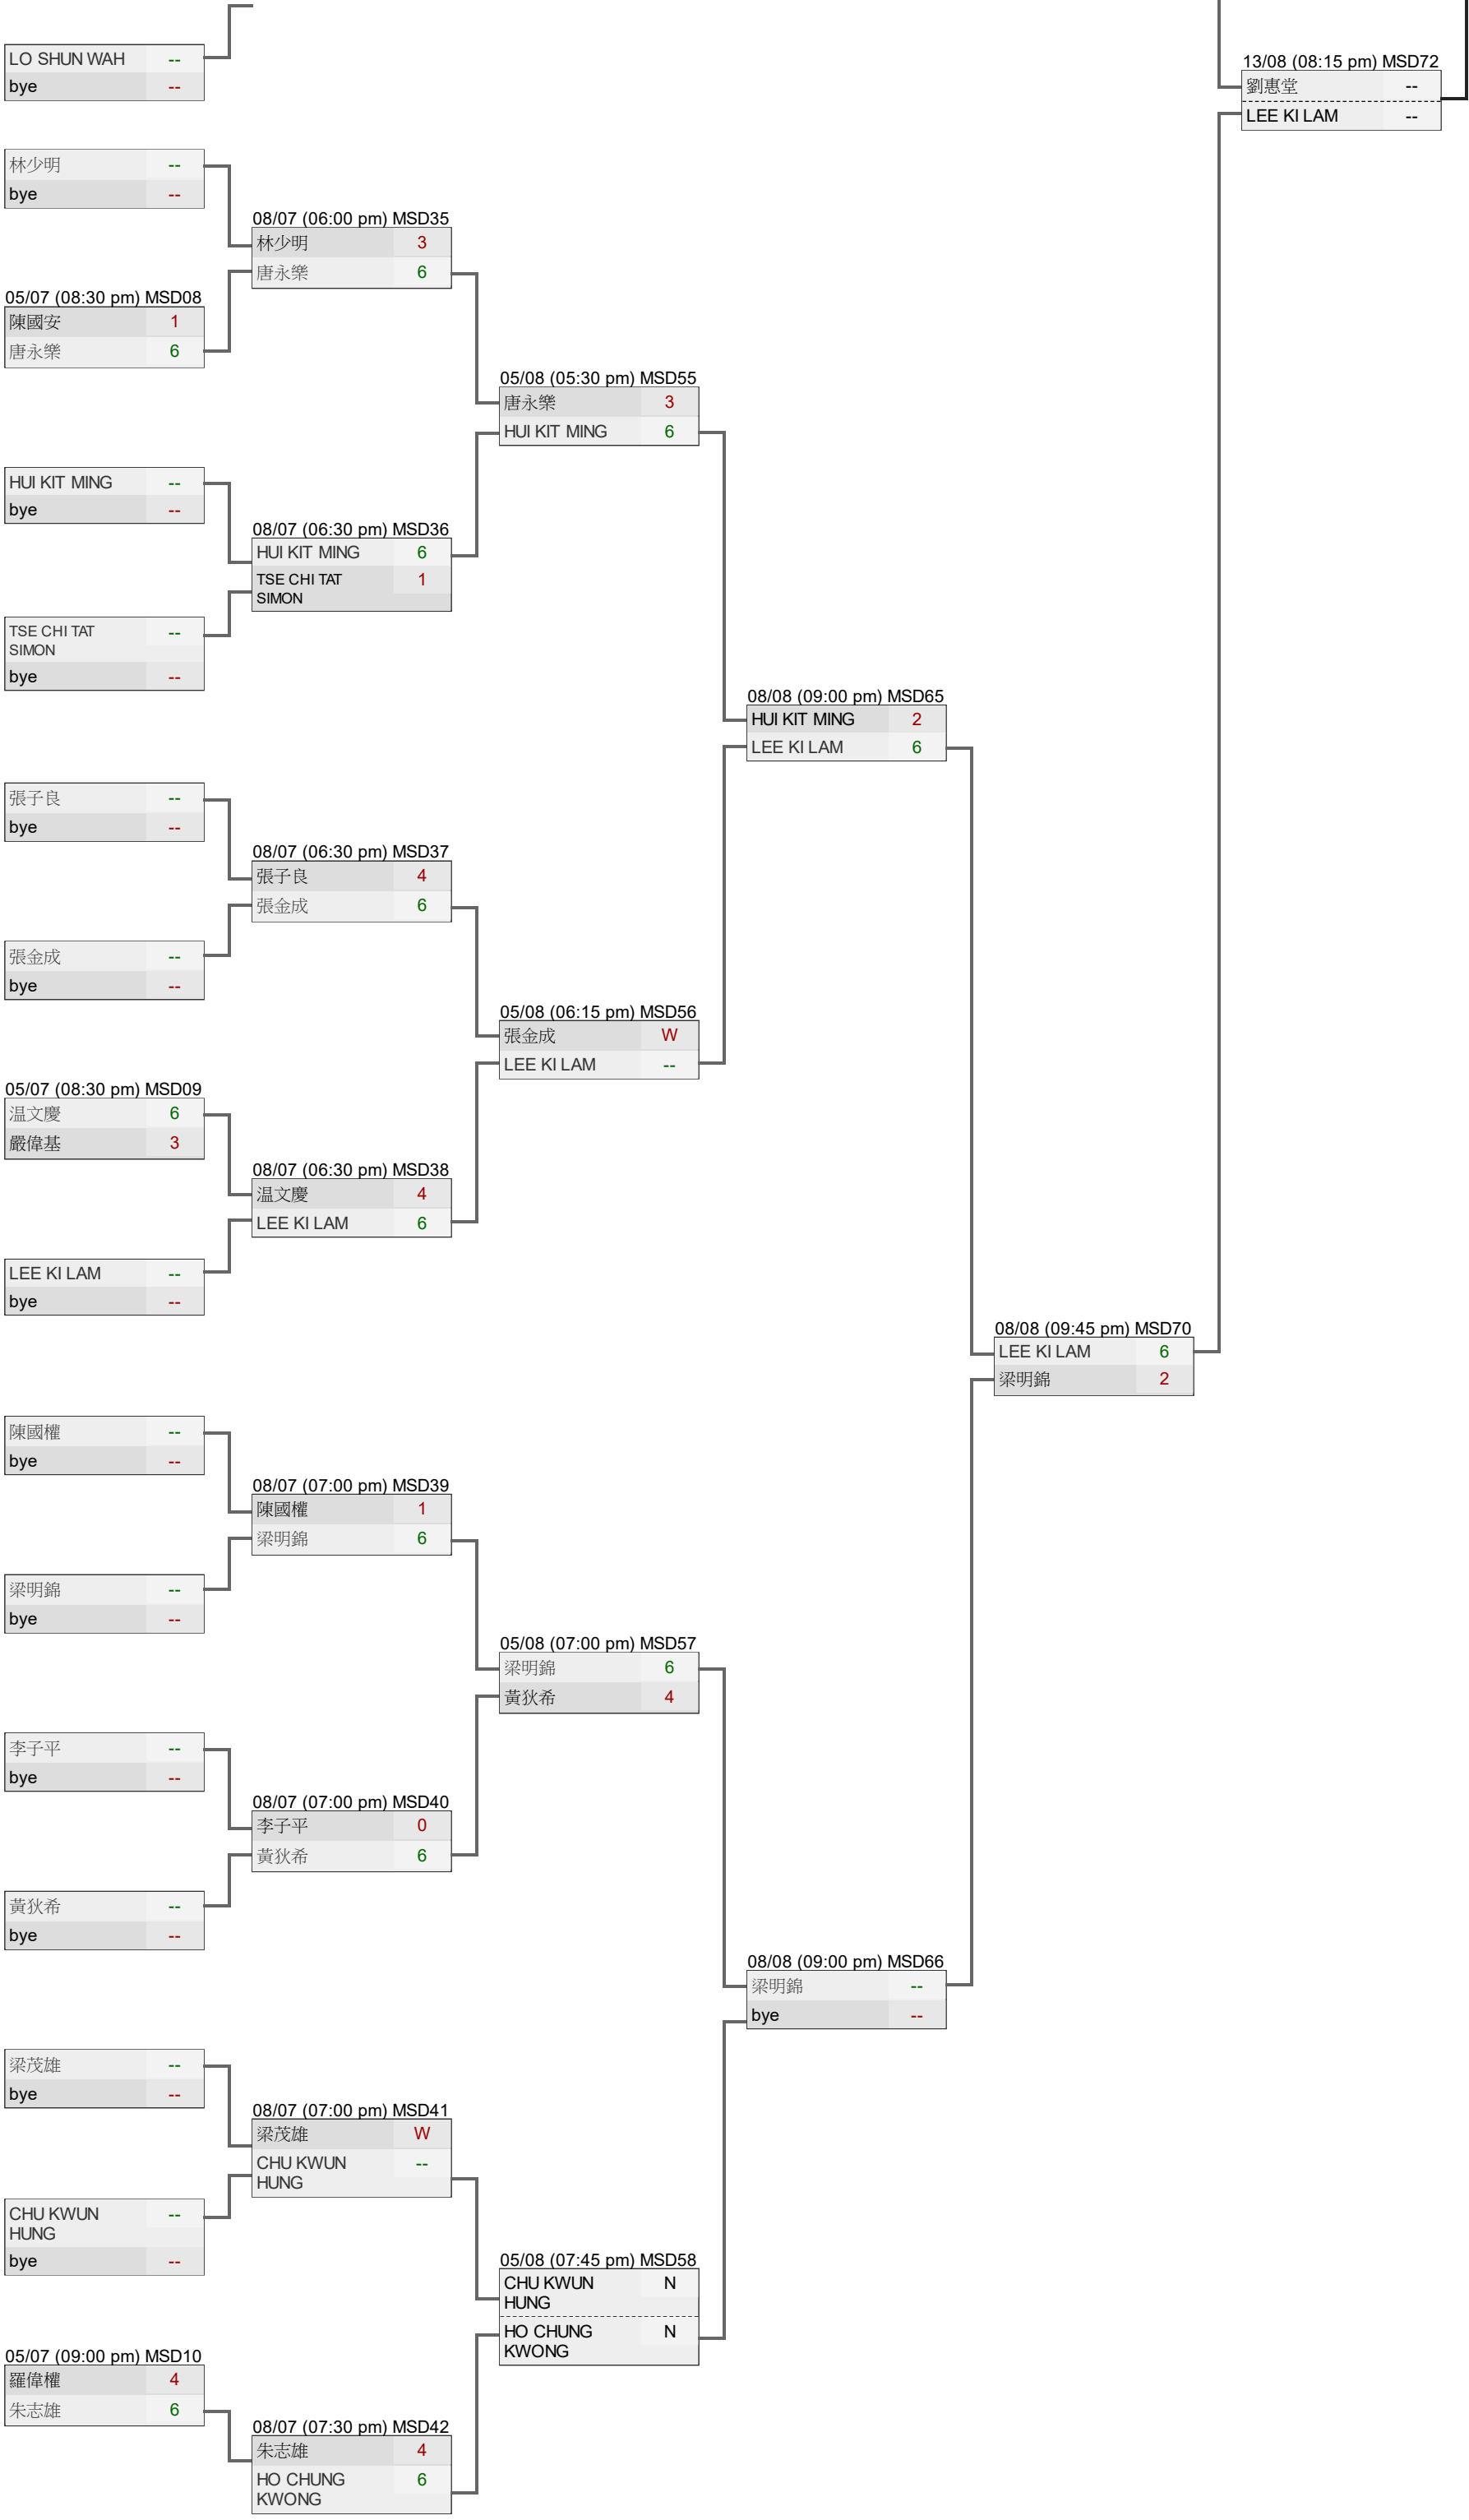 LO SHUN WAH --
bye --
13/08 (08:15 pm) MSD72
劉惠堂 --
LEE KI LAM --
林少明 --
bye --
08/07 (06:00 pm) MSD35
林少明 3
唐永樂 6
05/07 (08:30 pm) MSD08
陳國安 1
唐永樂 6
05/08 (05:30 pm) MSD55
唐永樂 3
HUI KIT MING 6
HUI KIT MING --
bye --
08/07 (06:30 pm) MSD36
HUI KIT MING 6
TSE CHI TAT 1
SIMON
TSE CHI TAT --
SIMON
bye --
08/08 (09:00 pm) MSD65
HUI KIT MING 2
LEE KI LAM 6
張子良 --
bye --
08/07 (06:30 pm) MSD37
張子良 4
張金成 6
張金成 --
bye --
05/08 (06:15 pm) MSD56
張金成 W
LEE KI LAM --
05/07 (08:30 pm) MSD09
温文慶 6
嚴偉基 3
08/07 (06:30 pm) MSD38
温文慶 4
LEE KI LAM 6
LEE KI LAM --
bye --
08/08 (09:45 pm) MSD70
LEE KI LAM 6
梁明錦 2
陳國權 --
bye --
08/07 (07:00 pm) MSD39
陳國權 1
梁明錦 6
梁明錦 --
bye --
05/08 (07:00 pm) MSD57
梁明錦 6
黃狄希 4
李子平 --
bye --
08/07 (07:00 pm) MSD40
李子平 0
黃狄希 6
黃狄希 --
bye --
08/08 (09:00 pm) MSD66
梁明錦 --
bye --
梁茂雄 --
bye --
08/07 (07:00 pm) MSD41
梁茂雄 W
CHU KWUN --
HUNG
CHU KWUN --
HUNG
bye --
05/08 (07:45 pm) MSD58
CHU KWUN N
HUNG
HO CHUNG N
KWONG
05/07 (09:00 pm) MSD10
羅偉權 4
朱志雄 6
08/07 (07:30 pm) MSD42
朱志雄 4
HO CHUNG 6
KWONG